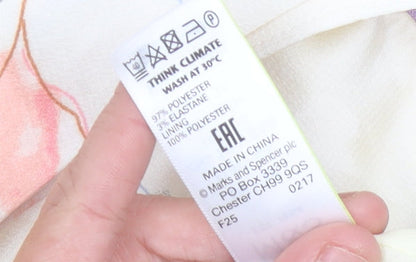 40
P
THINK CLIMATE
WASH AT 30°C
97% POLYESTER
3% ELASTANE
LINING
100% POLYESTER
EAC
MADE IN CHINA
© Marks and Spencer plc
PO Box 3339
Chester CH99 9QS
F25 0217